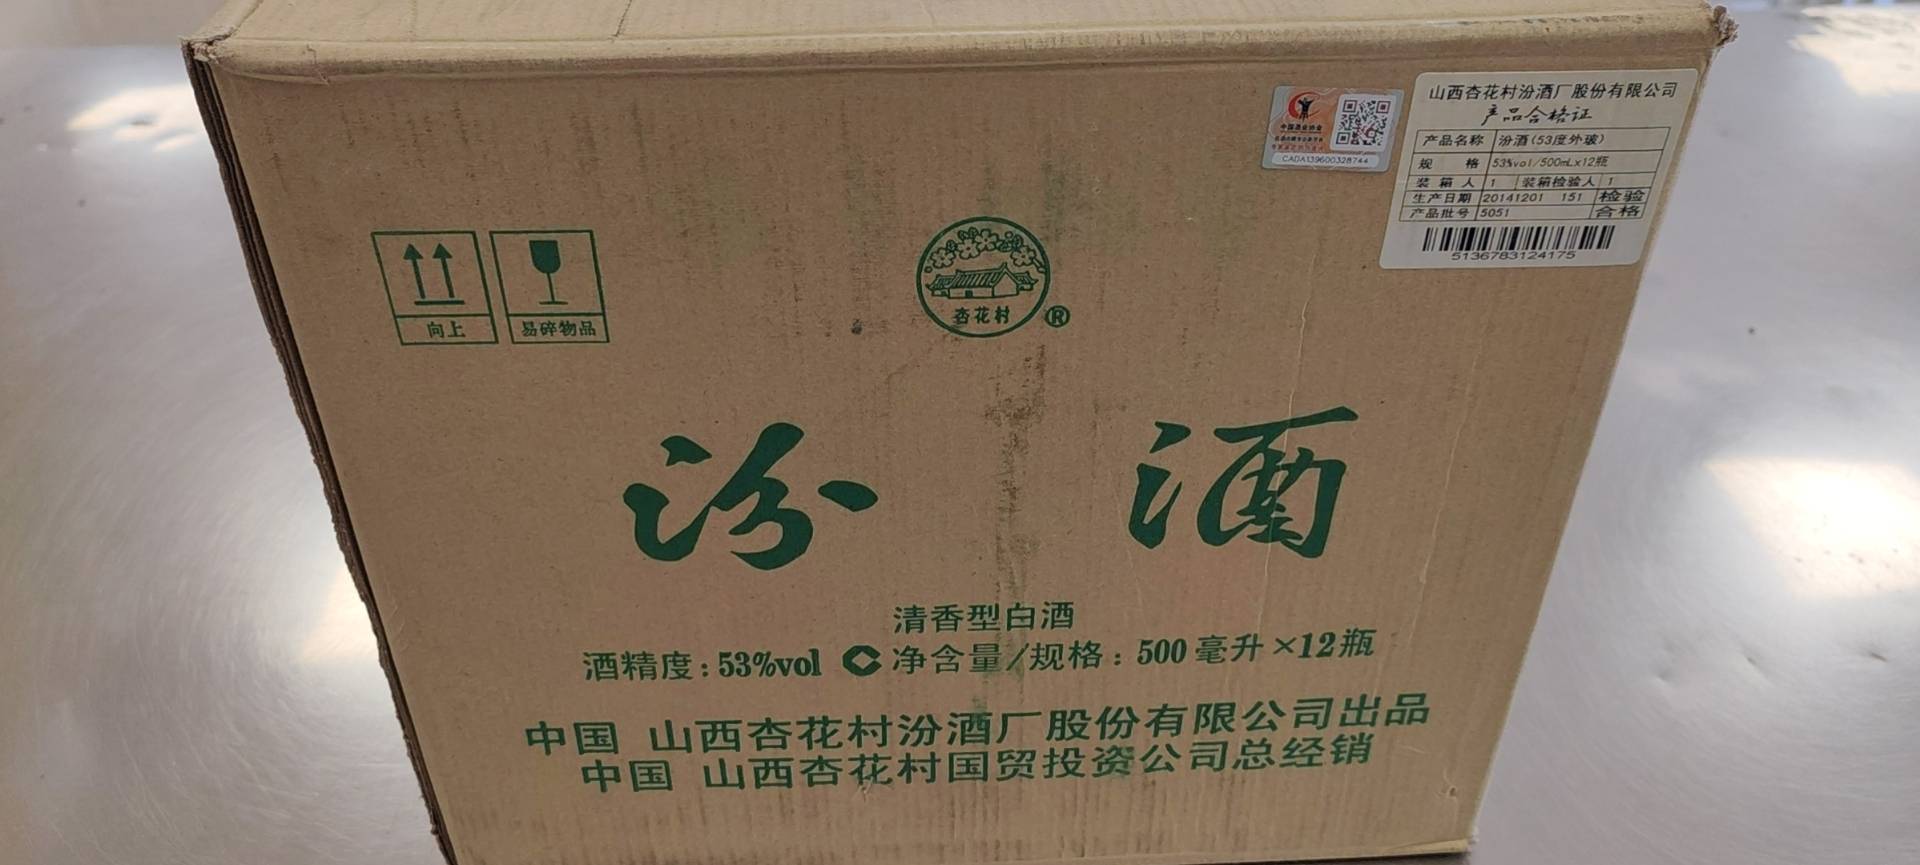 山西杏花村汾酒厂股份有限公司
产品合格证
产品名称 汾酒(53度外玻)
规 格 53%vol/500mL×12瓶
装箱人 1 装箱检验人 1
生产日期 20141201 151 检验
产品批号 5051 合格
5136783124175
中国酒业协会
CADA139600328744
向上
易碎物品
杏花村
®
汾 酒
清香型白酒
酒精度:53%vol 净含量/规格:500毫升×12瓶
中国 山西杏花村汾酒厂股份有限公司出品
中国 山西杏花村国贸投资公司总经销